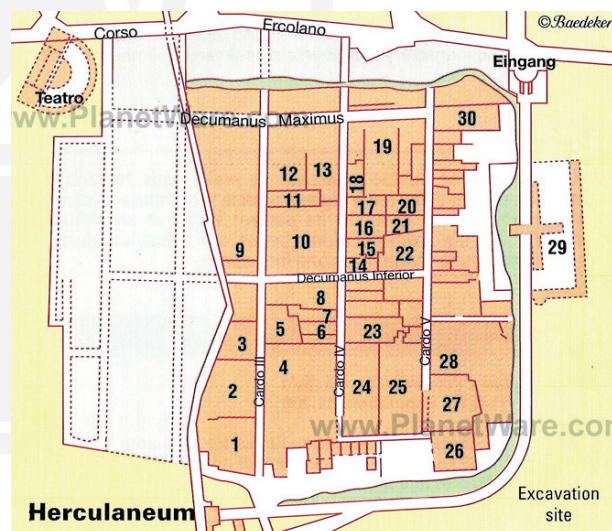 ©Baedeker
Corso Ercolano
Eingang
Teatro
www.PlanetWare.com
Decumanus Maximus
30
19
12 13
18
11
17 20
16 21
10
15
9 14 22
29
Decumanus Inferior
8
7
5 6 23
3
4
28
Cardo III
Cardo IV
Cardo V
2 24 25
27
www.PlanetWare.com
1 26
Herculaneum
Excavation
site